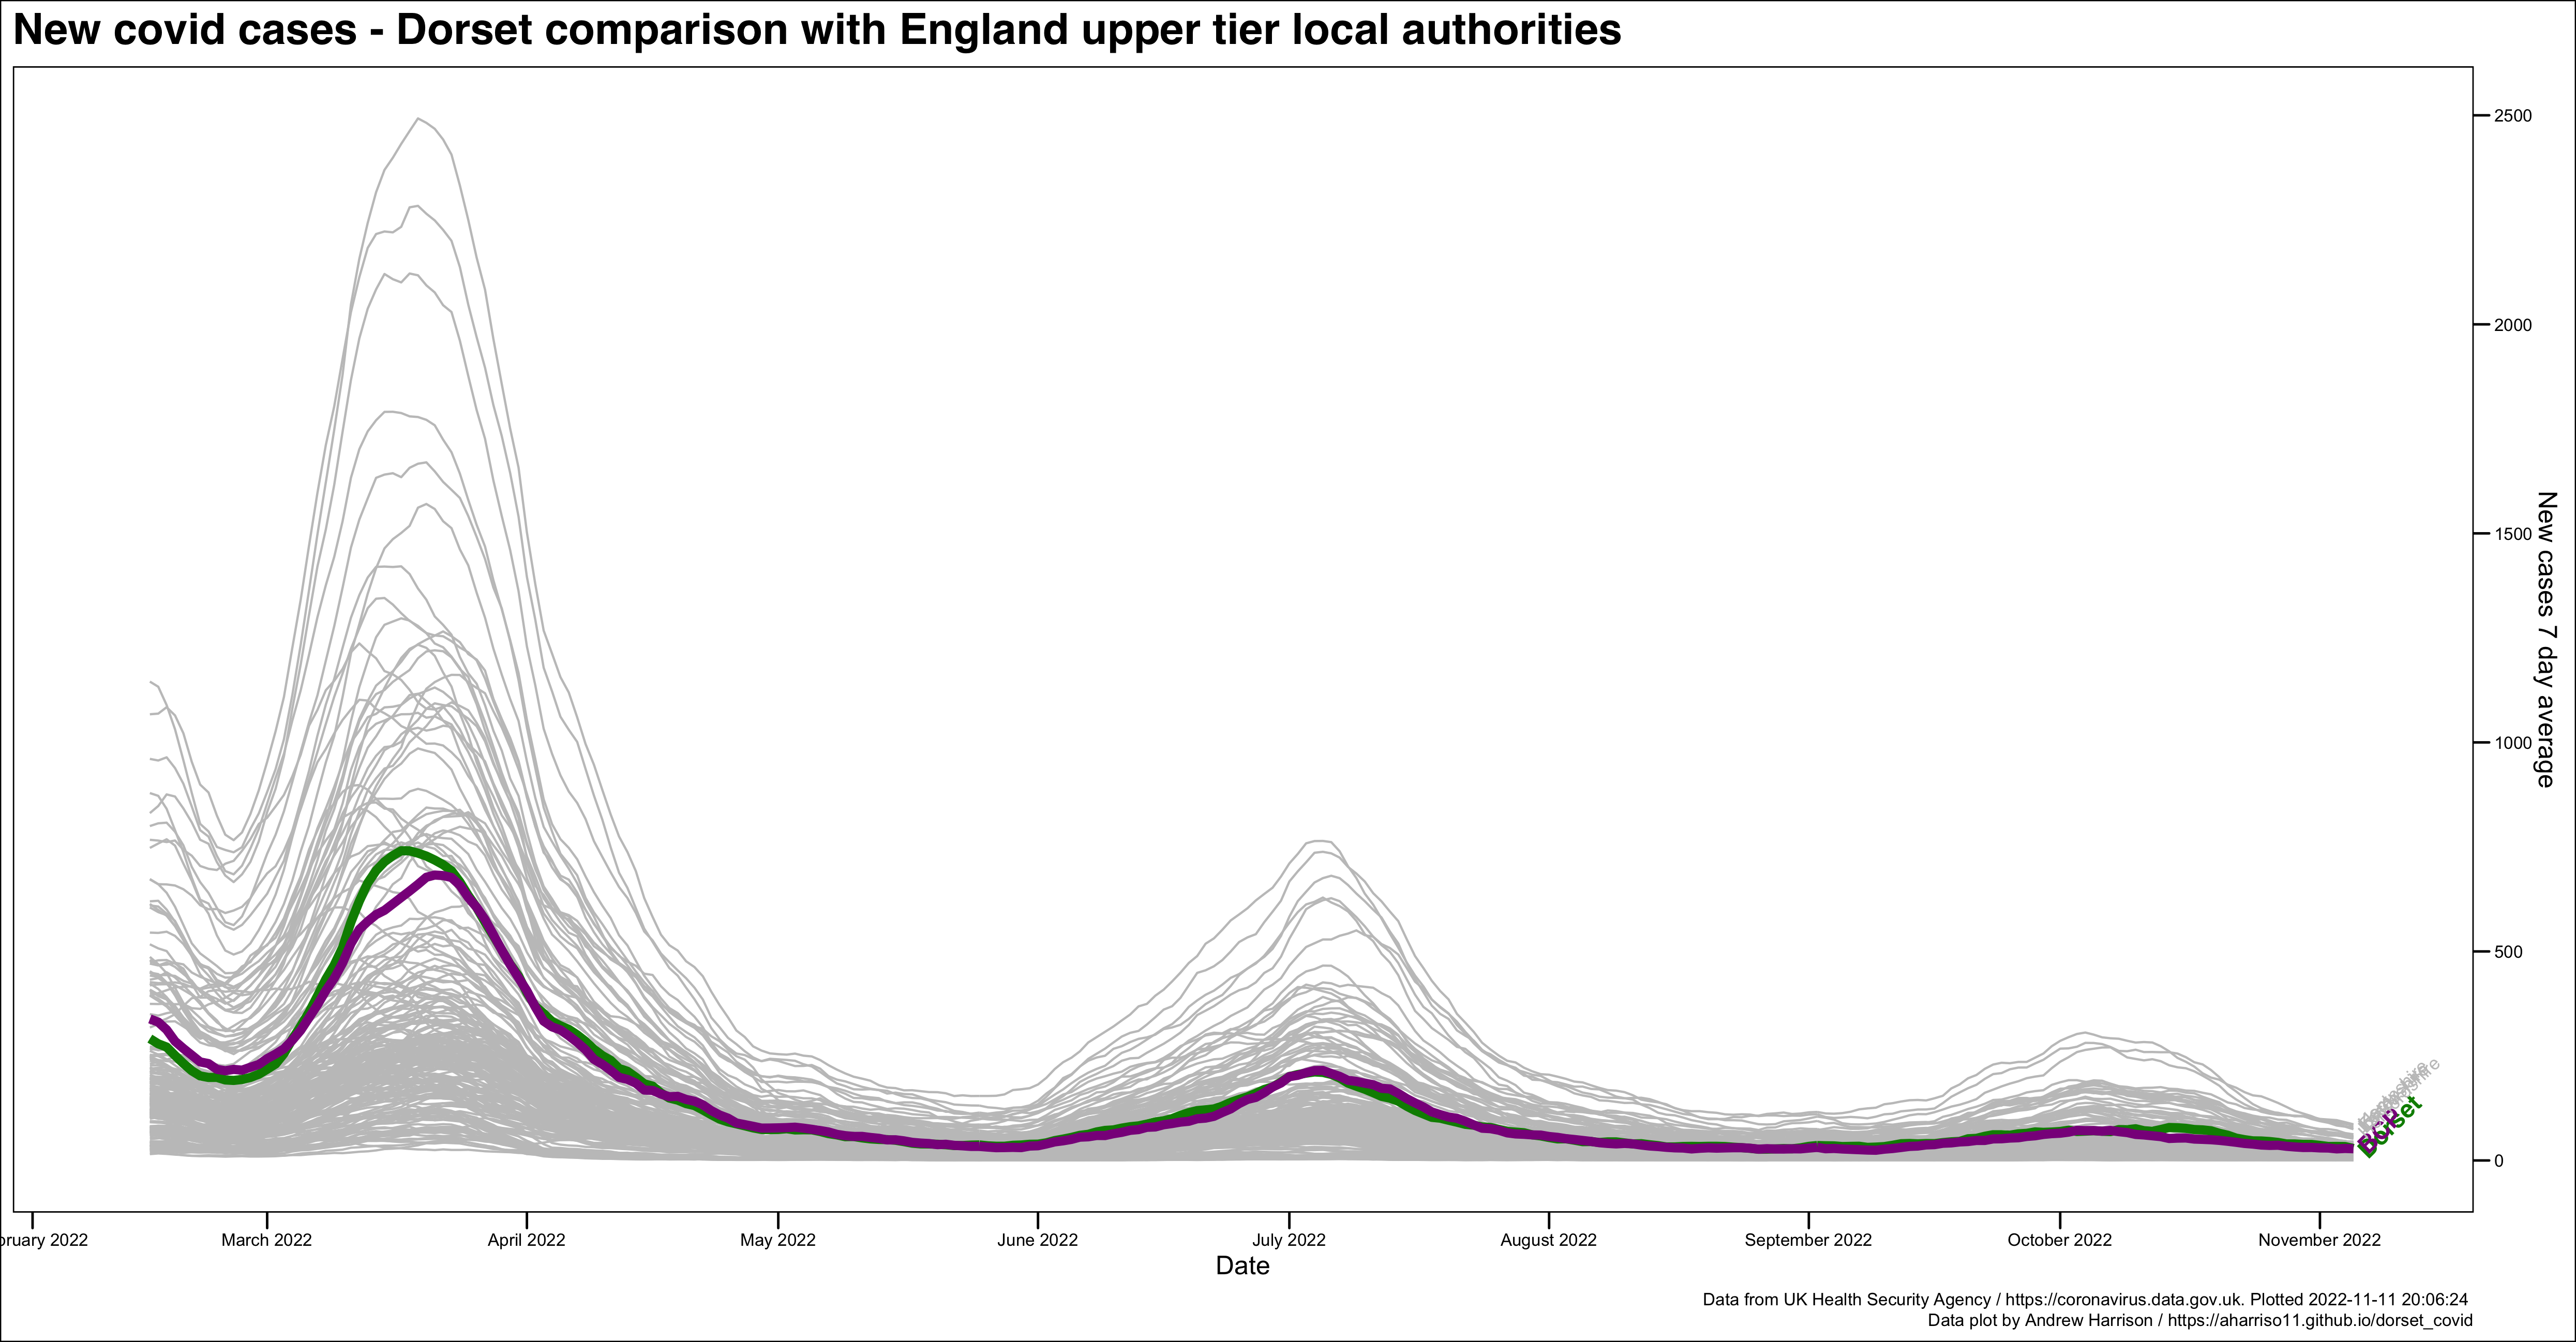 New covid cases - Dorset comparison with England upper tier local authorities
2500
2000
1500
1000
500
0
New cases 7 day average
BCP
Dorset
ruary 2022
March 2022
April 2022
May 2022
June 2022
July 2022
August 2022
September 2022
October 2022
November 2022
Date
Data from UK Health Security Agency / https://coronavirus.data.gov.uk. Plotted 2022-11-11 20:06:24
Data plot by Andrew Harrison / https://aharriso11.github.io/dorset_covid